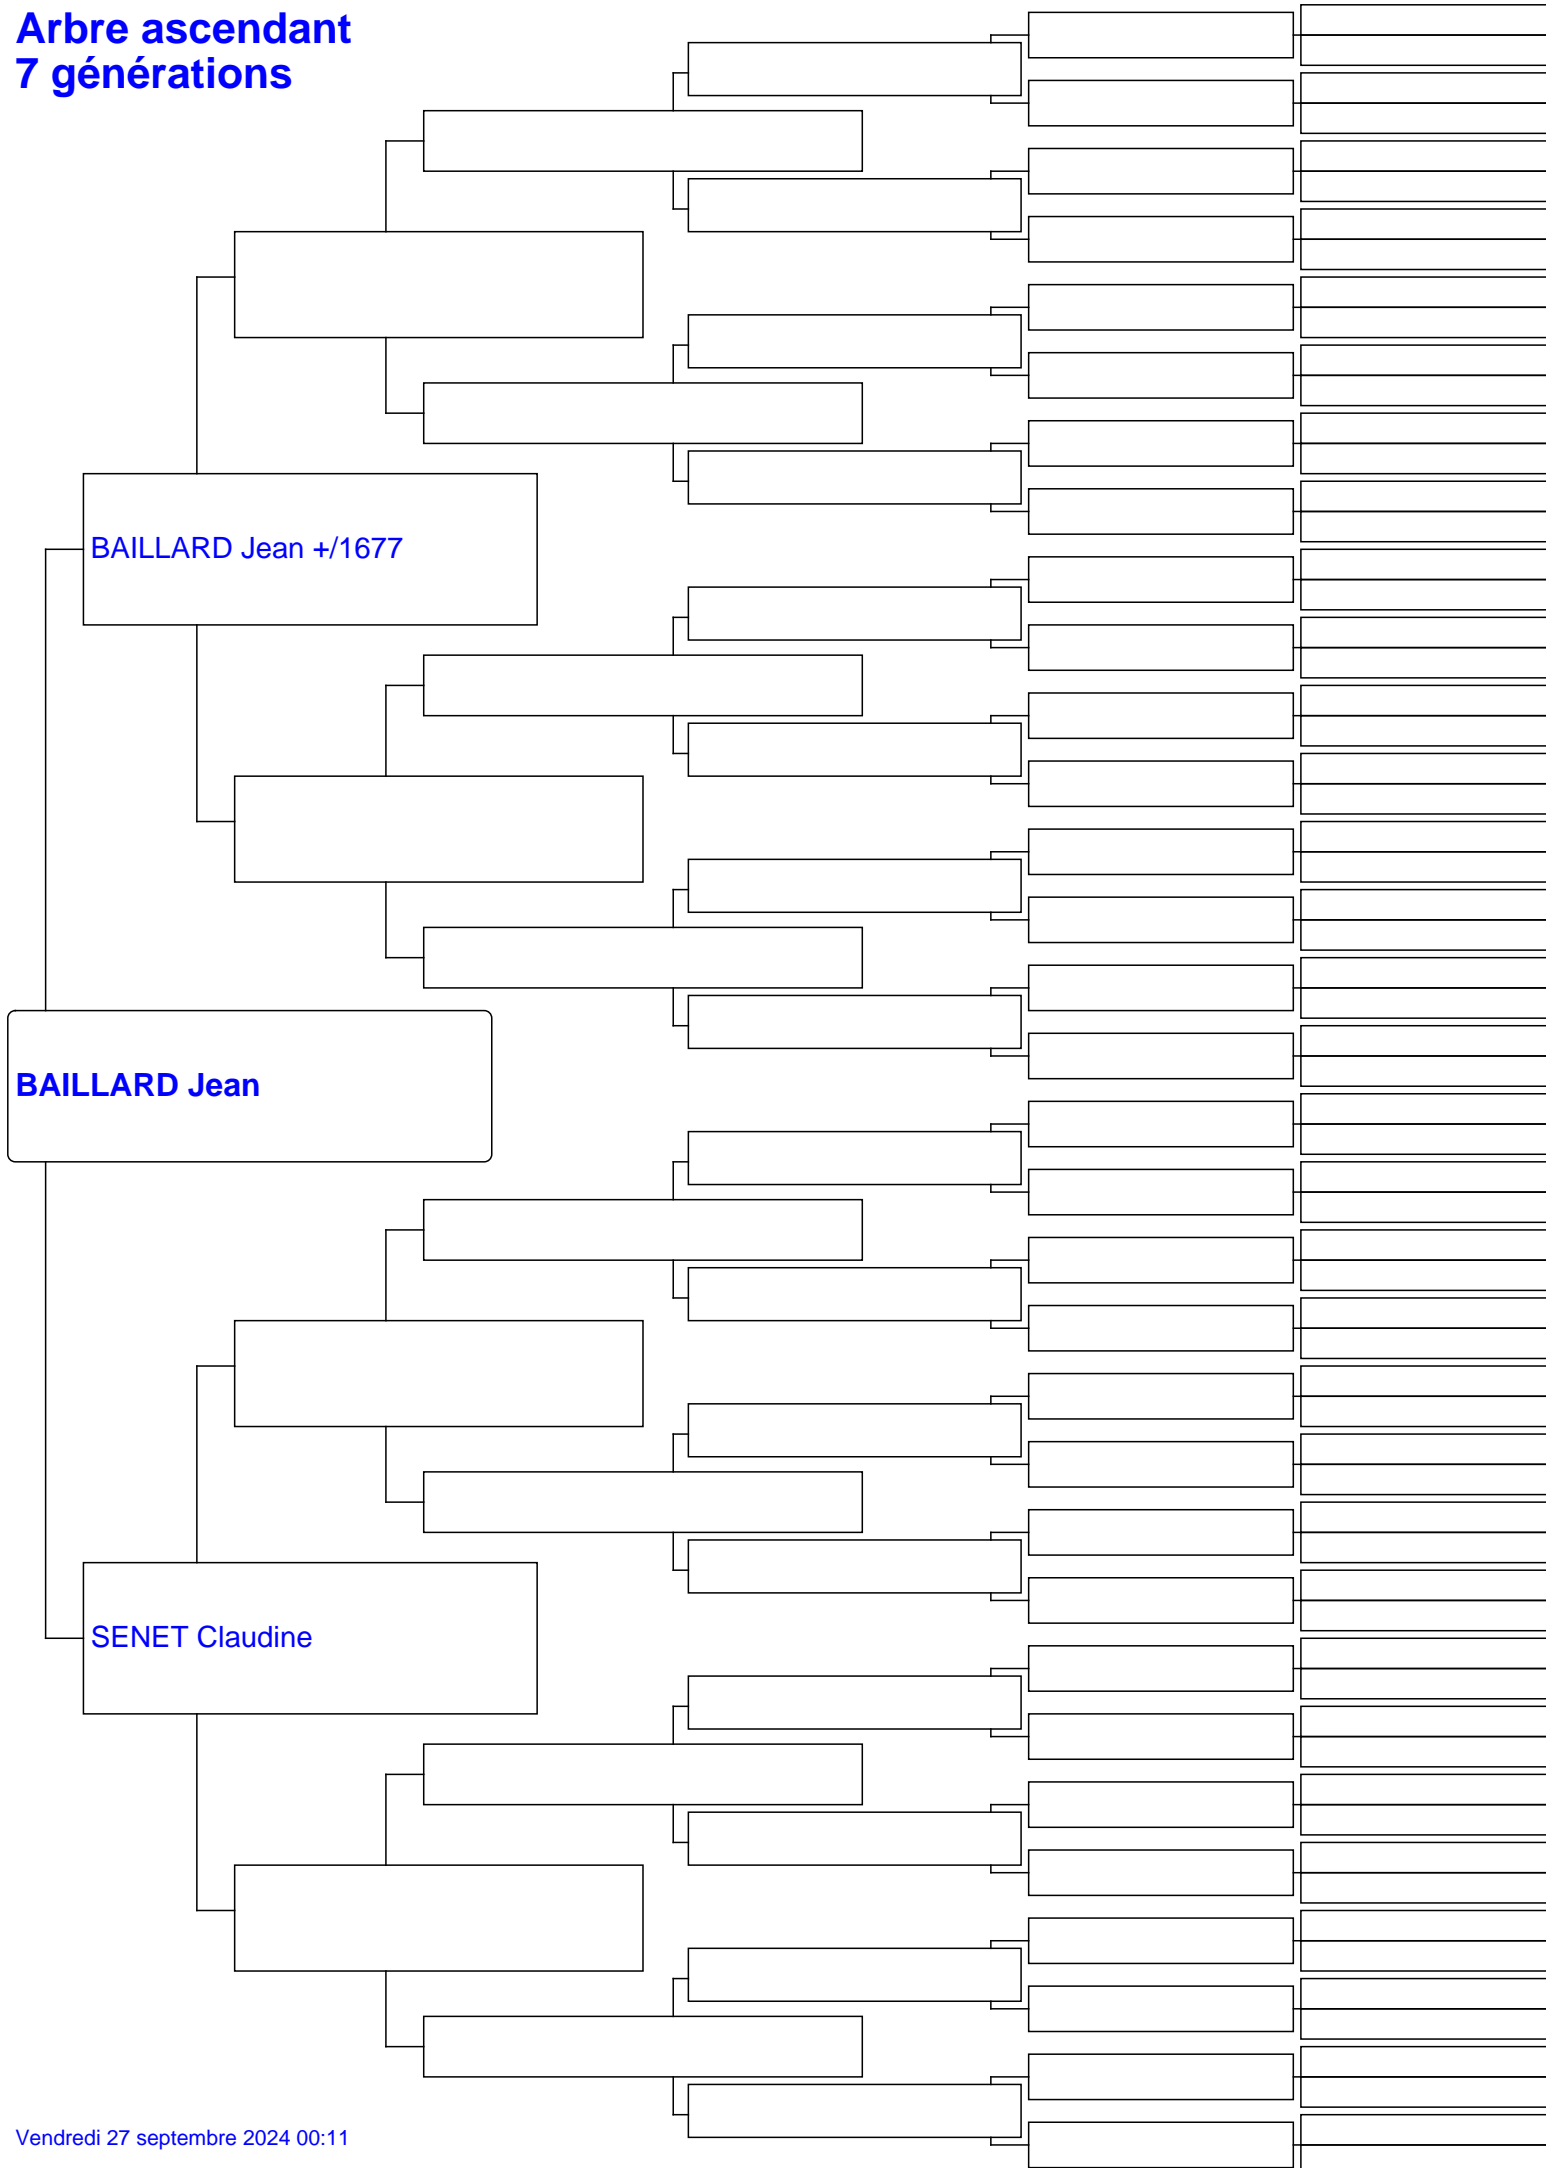 Arbre ascendant
7 générations
BAILLARD Jean +/1677
BAILLARD Jean
SENET Claudine
Vendredi 27 septembre 2024 00:11